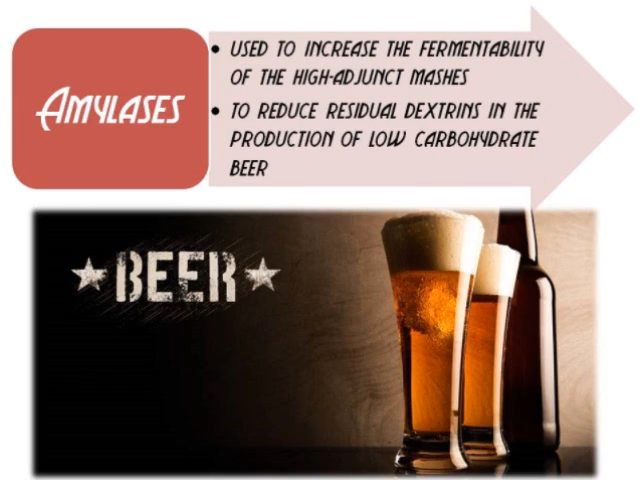 AMYLASES
• USED TO INCREASE THE FERMENTABILITY
OF THE HIGH-ADJUNCT MASHES
• TO REDUCE RESIDUAL DEXTRINS IN THE
PRODUCTION OF LOW CARBOHYDRATE
BEER
★BEER★